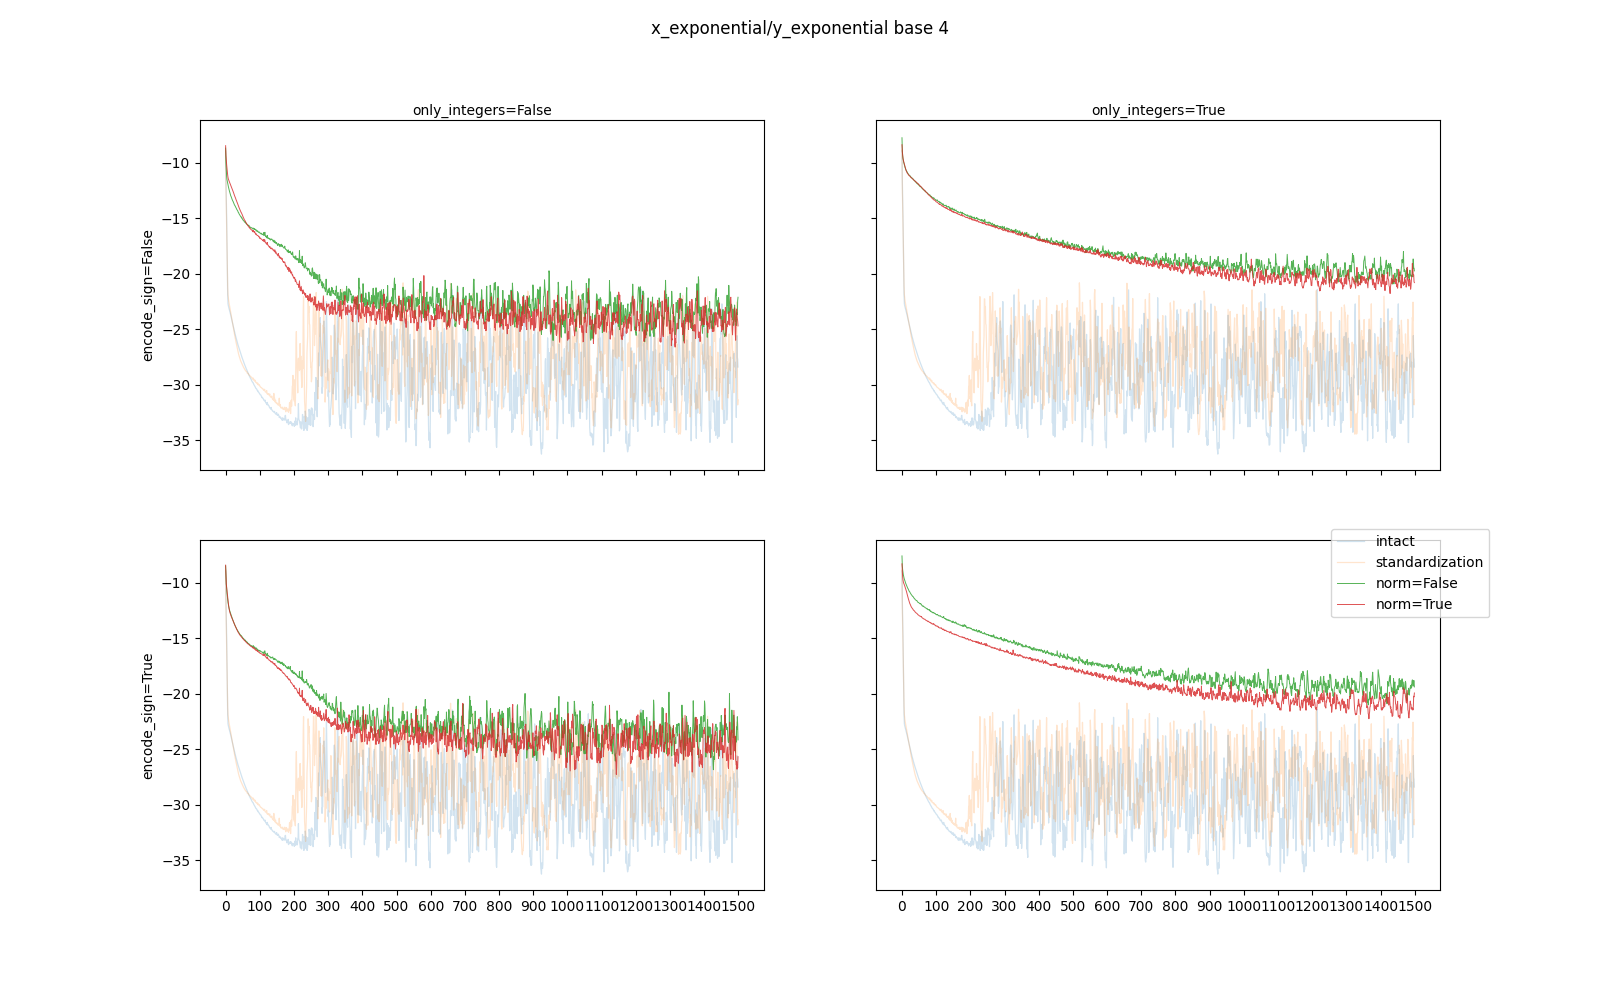 x_exponential/y_exponential base 4
only_integers=False
only_integers=True
encode_sign=False
−10
−15
−20
−25
−30
−35
encode_sign=True
−10
−15
−20
−25
−30
−35
intact
standardization
norm=False
norm=True
0 100 200 300 400 500 600 700 800 900 1000 1100 1200 1300 1400 1500
0 100 200 300 400 500 600 700 800 900 1000 1100 1200 1300 1400 1500